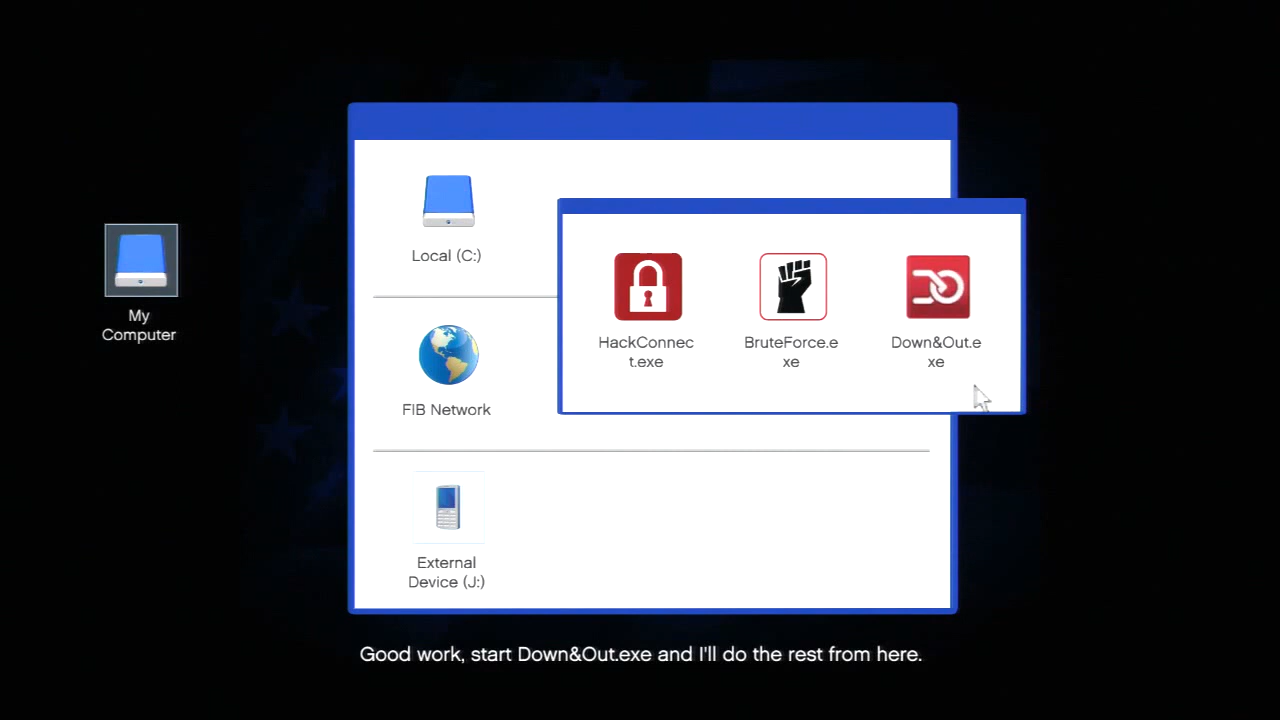 My
Computer
Local (C:)
FIB Network
External
Device (J:)
HackConnec
t.exe
BruteForce.e
xe
Down&Out.e
xe
Good work, start Down&Out.exe and I'll do the rest from here.